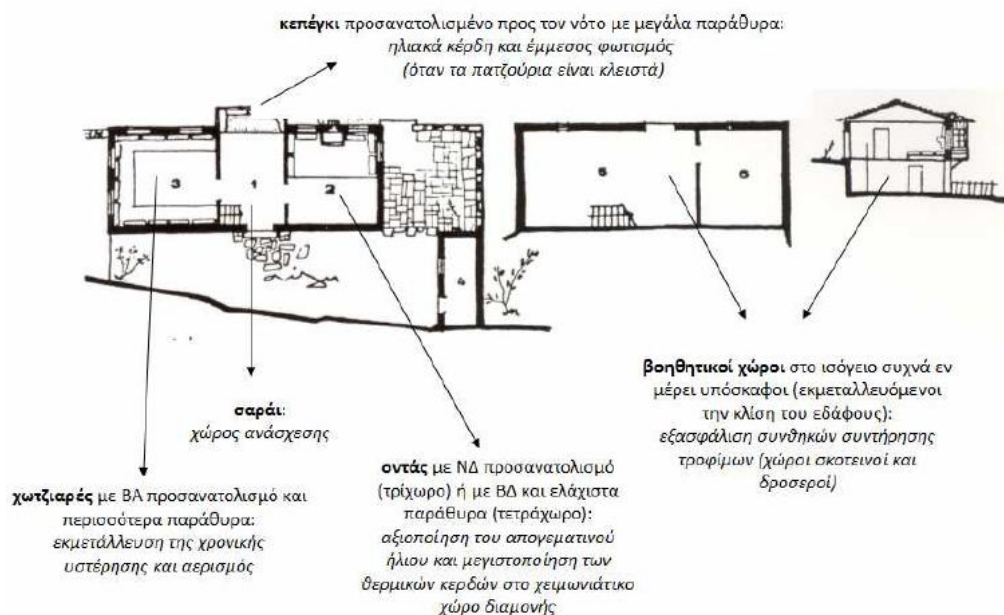 κεπέγκι προσανατολισμένο προς τον νότο με μεγάλα παράθυρα:
ηλιακά κέρδη και έμμεσος φωτισμός
(όταν τα πατζούρια είναι κλειστά)
3
1
2
4
5
6
βοηθητικοί χώροι στο ισόγειο συχνά εν
μέρει υπόσκαφοι (εκμεταλλευόμενοι
την κλίση του εδάφους):
εξασφάλιση συνθηκών συντήρησης
τροφίμων (χώροι σκοτεινοί και
δροσεροί)
σαράι:
χώρος ανάσχεσης
οντάς με ΝΔ προσανατολισμό
(τρίχωρο) ή με ΒΔ και ελάχιστα
παράθυρα (τετράχωρο):
αξιοποίηση του απογεματινού
ήλιου και μεγιστοποίηση των
θερμικών κερδών στο χειμωνιάτικο
χώρο διαμονής
χωτζιαρές με ΒΑ προσανατολισμό και
περισσότερα παράθυρα:
εκμετάλλευση της χρονικής
υστέρησης και αερισμός